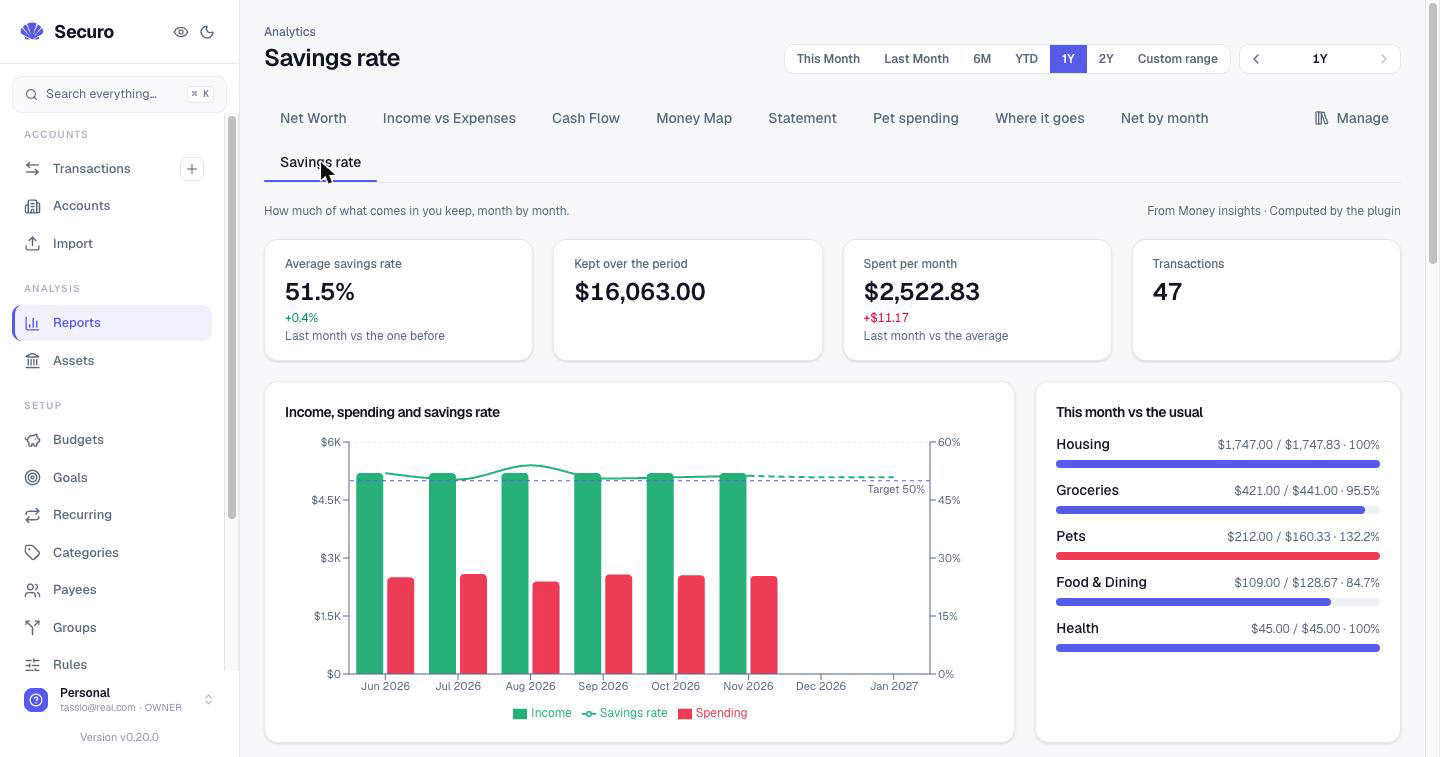 Securo
Search everything...
⌘ K
ACCOUNTS
Transactions
Accounts
Import
ANALYSIS
Reports
Assets
SETUP
Budgets
Goals
Recurring
Categories
Payees
Groups
Rules
Personal
tassio@real.com · OWNER
Version v0.20.0
Analytics
Savings rate
This Month Last Month 6M YTD 1Y 2Y Custom range
1Y
Net Worth Income vs Expenses Cash Flow Money Map Statement Pet spending Where it goes Net by month Manage
Savings rate
How much of what comes in you keep, month by month.
From Money insights · Computed by the plugin
Average savings rate
51.5%
+0.4%
Last month vs the one before
Kept over the period
$16,063.00
Spent per month
$2,522.83
+$11.17
Last month vs the average
Transactions
47
Income, spending and savings rate
$6K 60%
Target 50%
$4.5K 45%
$3K 30%
$1.5K 15%
$0 0%
Jun 2026 Jul 2026 Aug 2026 Sep 2026 Oct 2026 Nov 2026 Dec 2026 Jan 2027
Income Savings rate Spending
This month vs the usual
Housing $1,747.00 / $1,747.83 · 100%
Groceries $421.00 / $441.00 · 95.5%
Pets $212.00 / $160.33 · 132.2%
Food & Dining $109.00 / $128.67 · 84.7%
Health $45.00 / $45.00 · 100%